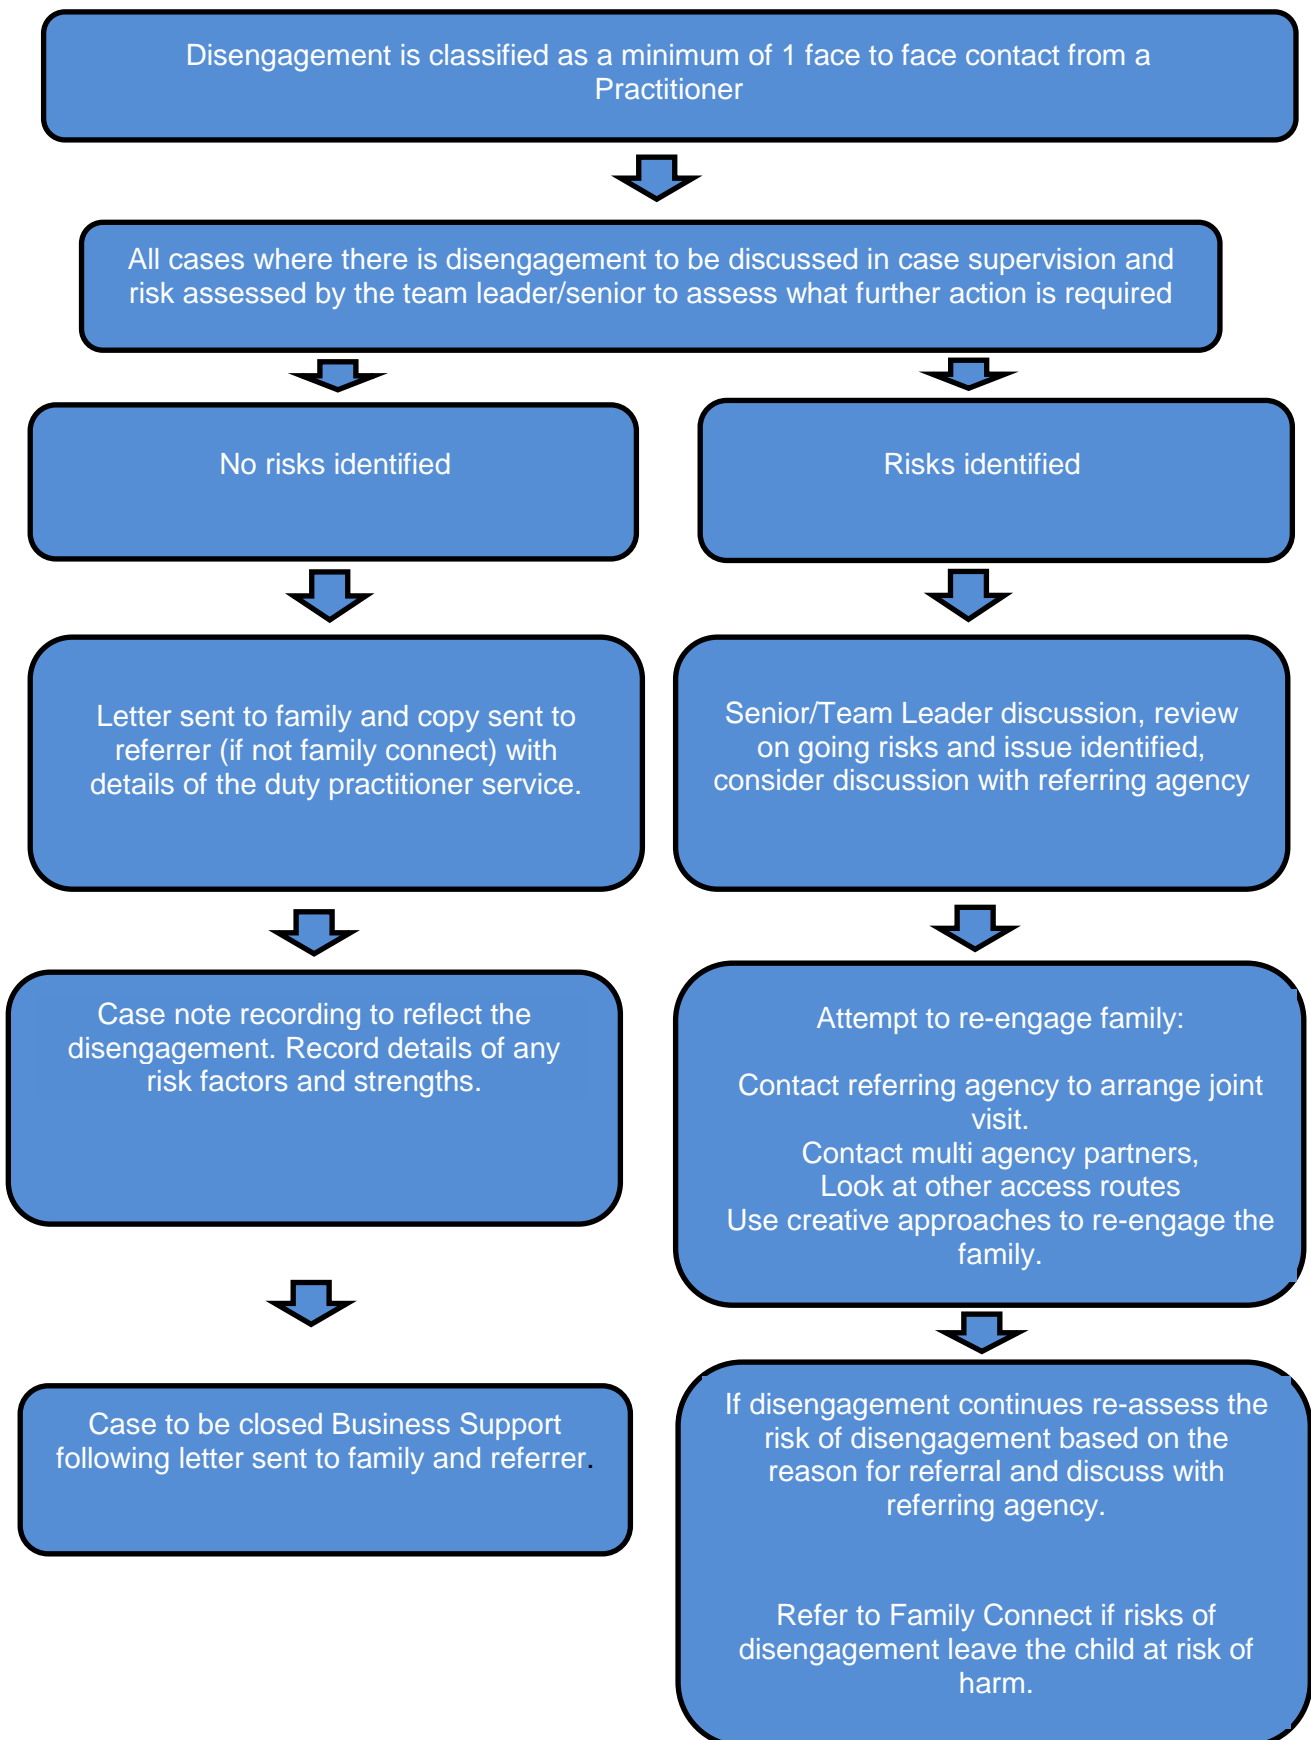 Disengagement is classified as a minimum of 1 face to face contact from a
Practitioner
All cases where there is disengagement to be discussed in case supervision and
risk assessed by the team leader/senior to assess what further action is required
No risks identified
Risks identified
Letter sent to family and copy sent to
referrer (if not family connect) with
details of the duty practitioner service.
Senior/Team Leader discussion, review
on going risks and issue identified,
consider discussion with referring agency
Case note recording to reflect the
disengagement. Record details of any
risk factors and strengths.
Attempt to re-engage family:
Contact referring agency to arrange joint
visit.
Contact multi agency partners,
Look at other access routes
Use creative approaches to re-engage the
family.
Case to be closed Business Support
following letter sent to family and referrer.
If disengagement continues re-assess the
risk of disengagement based on the
reason for referral and discuss with
referring agency.
Refer to Family Connect if risks of
disengagement leave the child at risk of
harm.